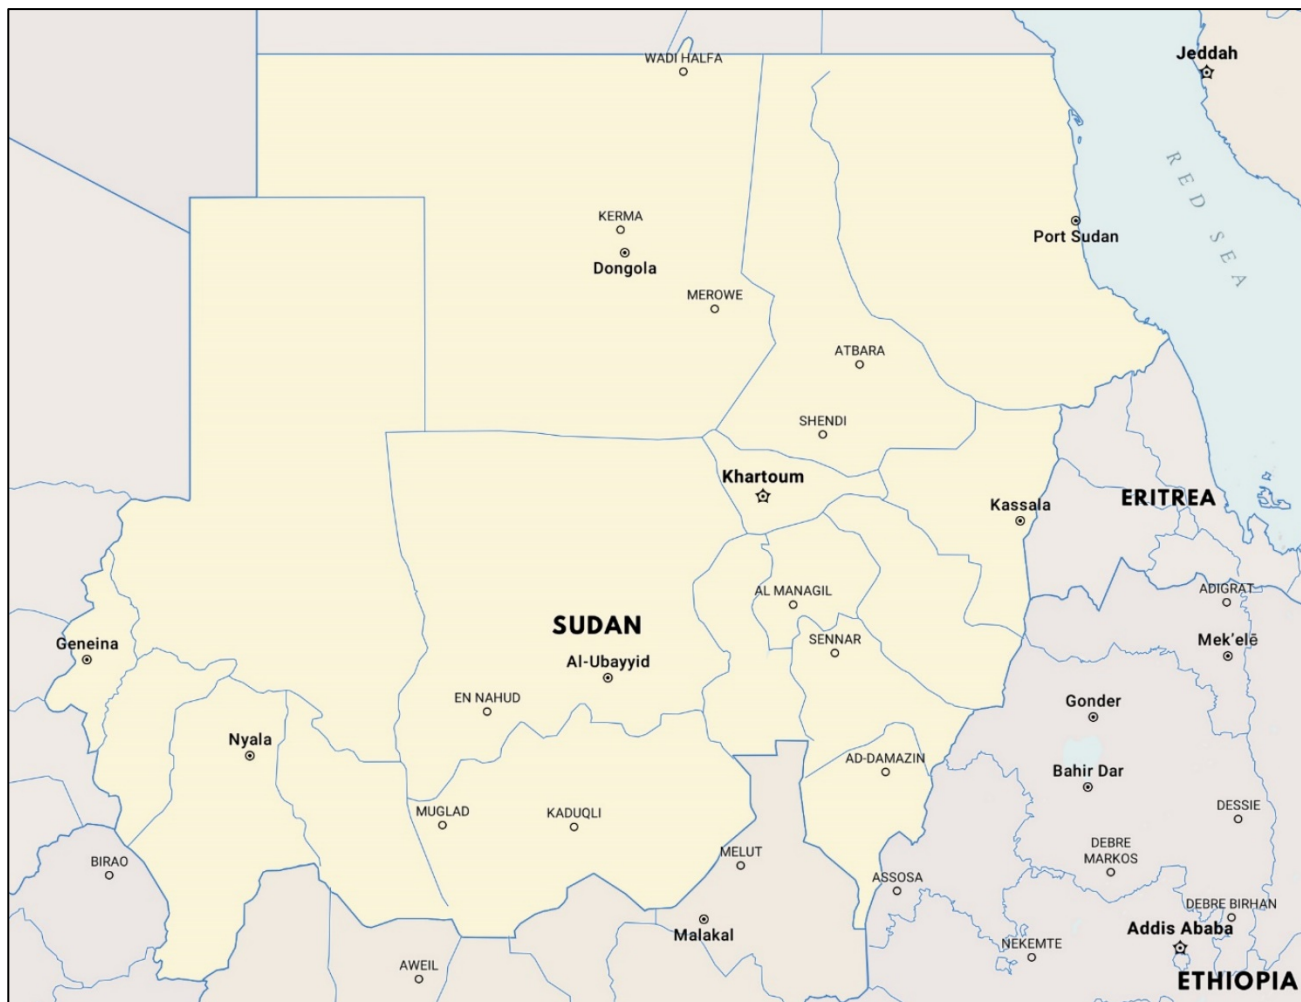 WADI HALFA
Jeddah
RED SEA
KERMA
Dongola
Port Sudan
MEROWE
ATBARA
SHENDI
Khartoum
Kassala
ERITREA
AL MANAGIL
ADIGRAT
SUDAN
SENNAR
Mek'elē
Geneina
Al-Ubayyid
EN NAHUD
Gonder
Nyala
AD-DAMAZIN
Bahir Dar
MUGLAD
KADUQLI
DESSIE
BIRAO
MELUT
DEBRE
MARKOS
ASSOSA
DEBRE BIRHAN
Malakal
Addis Ababa
NEKEMTE
AWEIL
ETHIOPIA